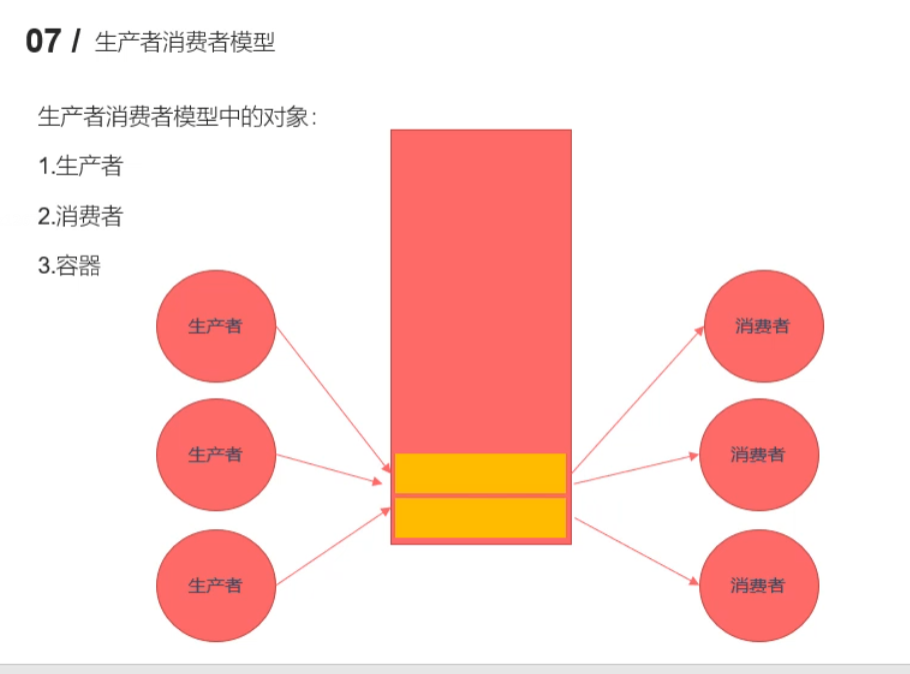 07 / 生产者消费者模型
生产者消费者模型中的对象：
1.生产者
2.消费者
3.容器
生产者
消费者
生产者
消费者
生产者
消费者